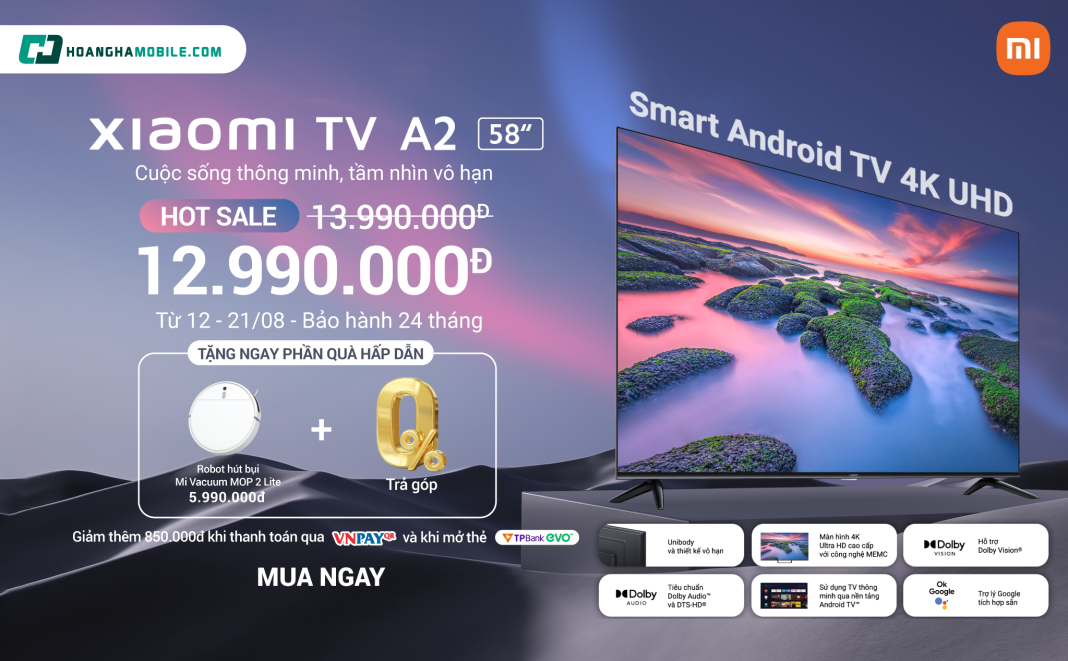 HOANGHAMOBILE.COM
xiaomi TV A2 58"
Cuộc sống thông minh, tầm nhìn vô hạn
HOT SALE 13.990.000Đ
12.990.000Đ
Từ 12 - 21/08 - Bảo hành 24 tháng
TẶNG NGAY PHẦN QUÀ HẤP DẪN
Robot hút bụi
Mi Vacuum MOP 2 Lite
5.990.000đ
+
0%
Trả góp
Giảm thêm 850.000đ khi thanh toán qua VNPAYQR và khi mở thẻ TPBank evo
MUA NGAY
mi
Smart Android TV 4K UHD
Unibody
và thiết kế vô hạn
Màn hình 4K
Ultra HD cao cấp
với công nghệ MEMC
Dolby
VISION
Hỗ trợ
Dolby Vision®
Dolby
AUDIO
Tiêu chuẩn
Dolby Audio™
và DTS-HD®
Sử dụng TV thông
minh qua nền tảng
Android TV™
Ok
Google
Trợ lý Google
tích hợp sẵn